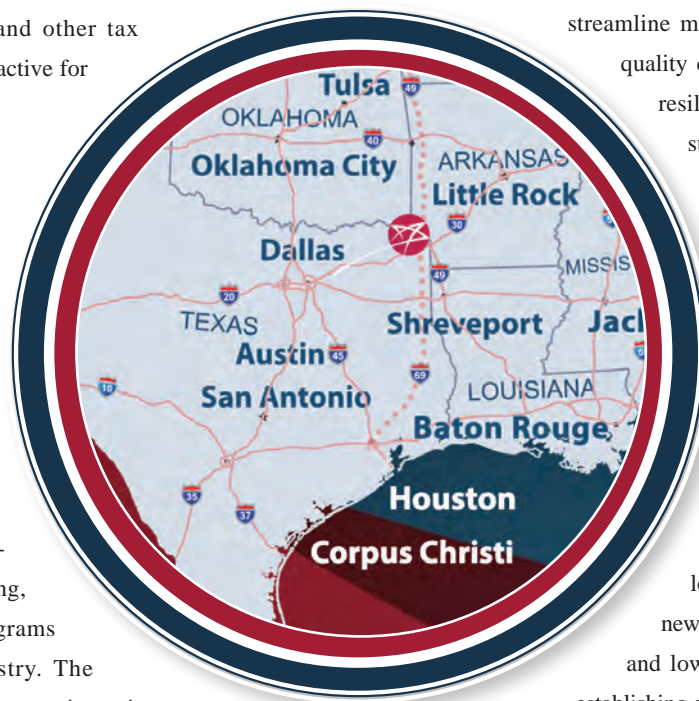 and other tax
active for
streamline m
quality
Tulsa
49
OKLAHOMA
40
Oklahoma City
ARKANSAS
Little Rock
30
Dallas
49
MISSIS
20
TEXAS
Shreveport
Jac
Austin
45
69
10
San Antonio
LOUISIANA
Baton Rouge
35
37
Houston
Corpus Christi
ng,
grams
stry. The
new
and low